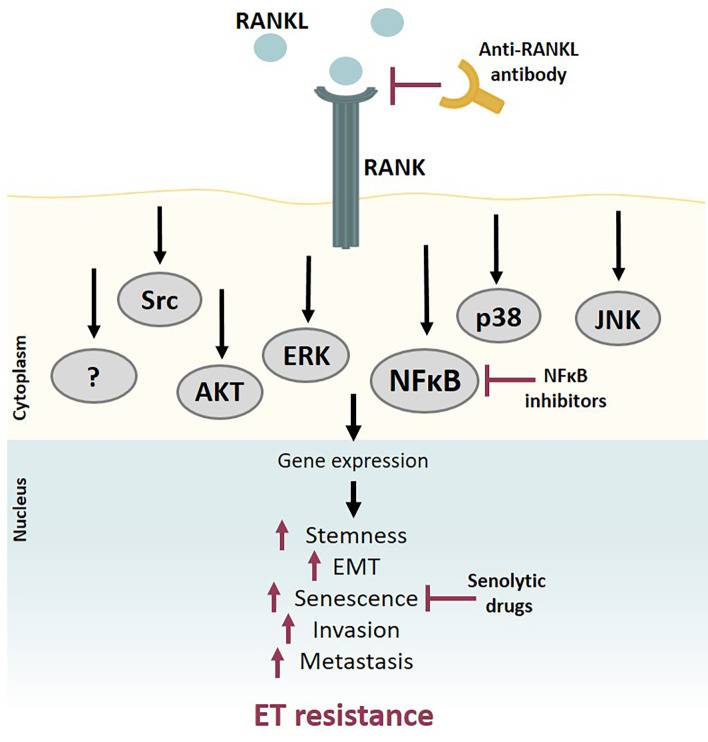 RANKL
Anti-RANKL
antibody
RANK
Src
p38
JNK
ERK
?
AKT
NFκB
NFκB
inhibitors
Cytoplasm
Gene expression
Nucleus
Stemness
EMT
Senescence
Senolytic
drugs
Invasion
Metastasis
ET resistance